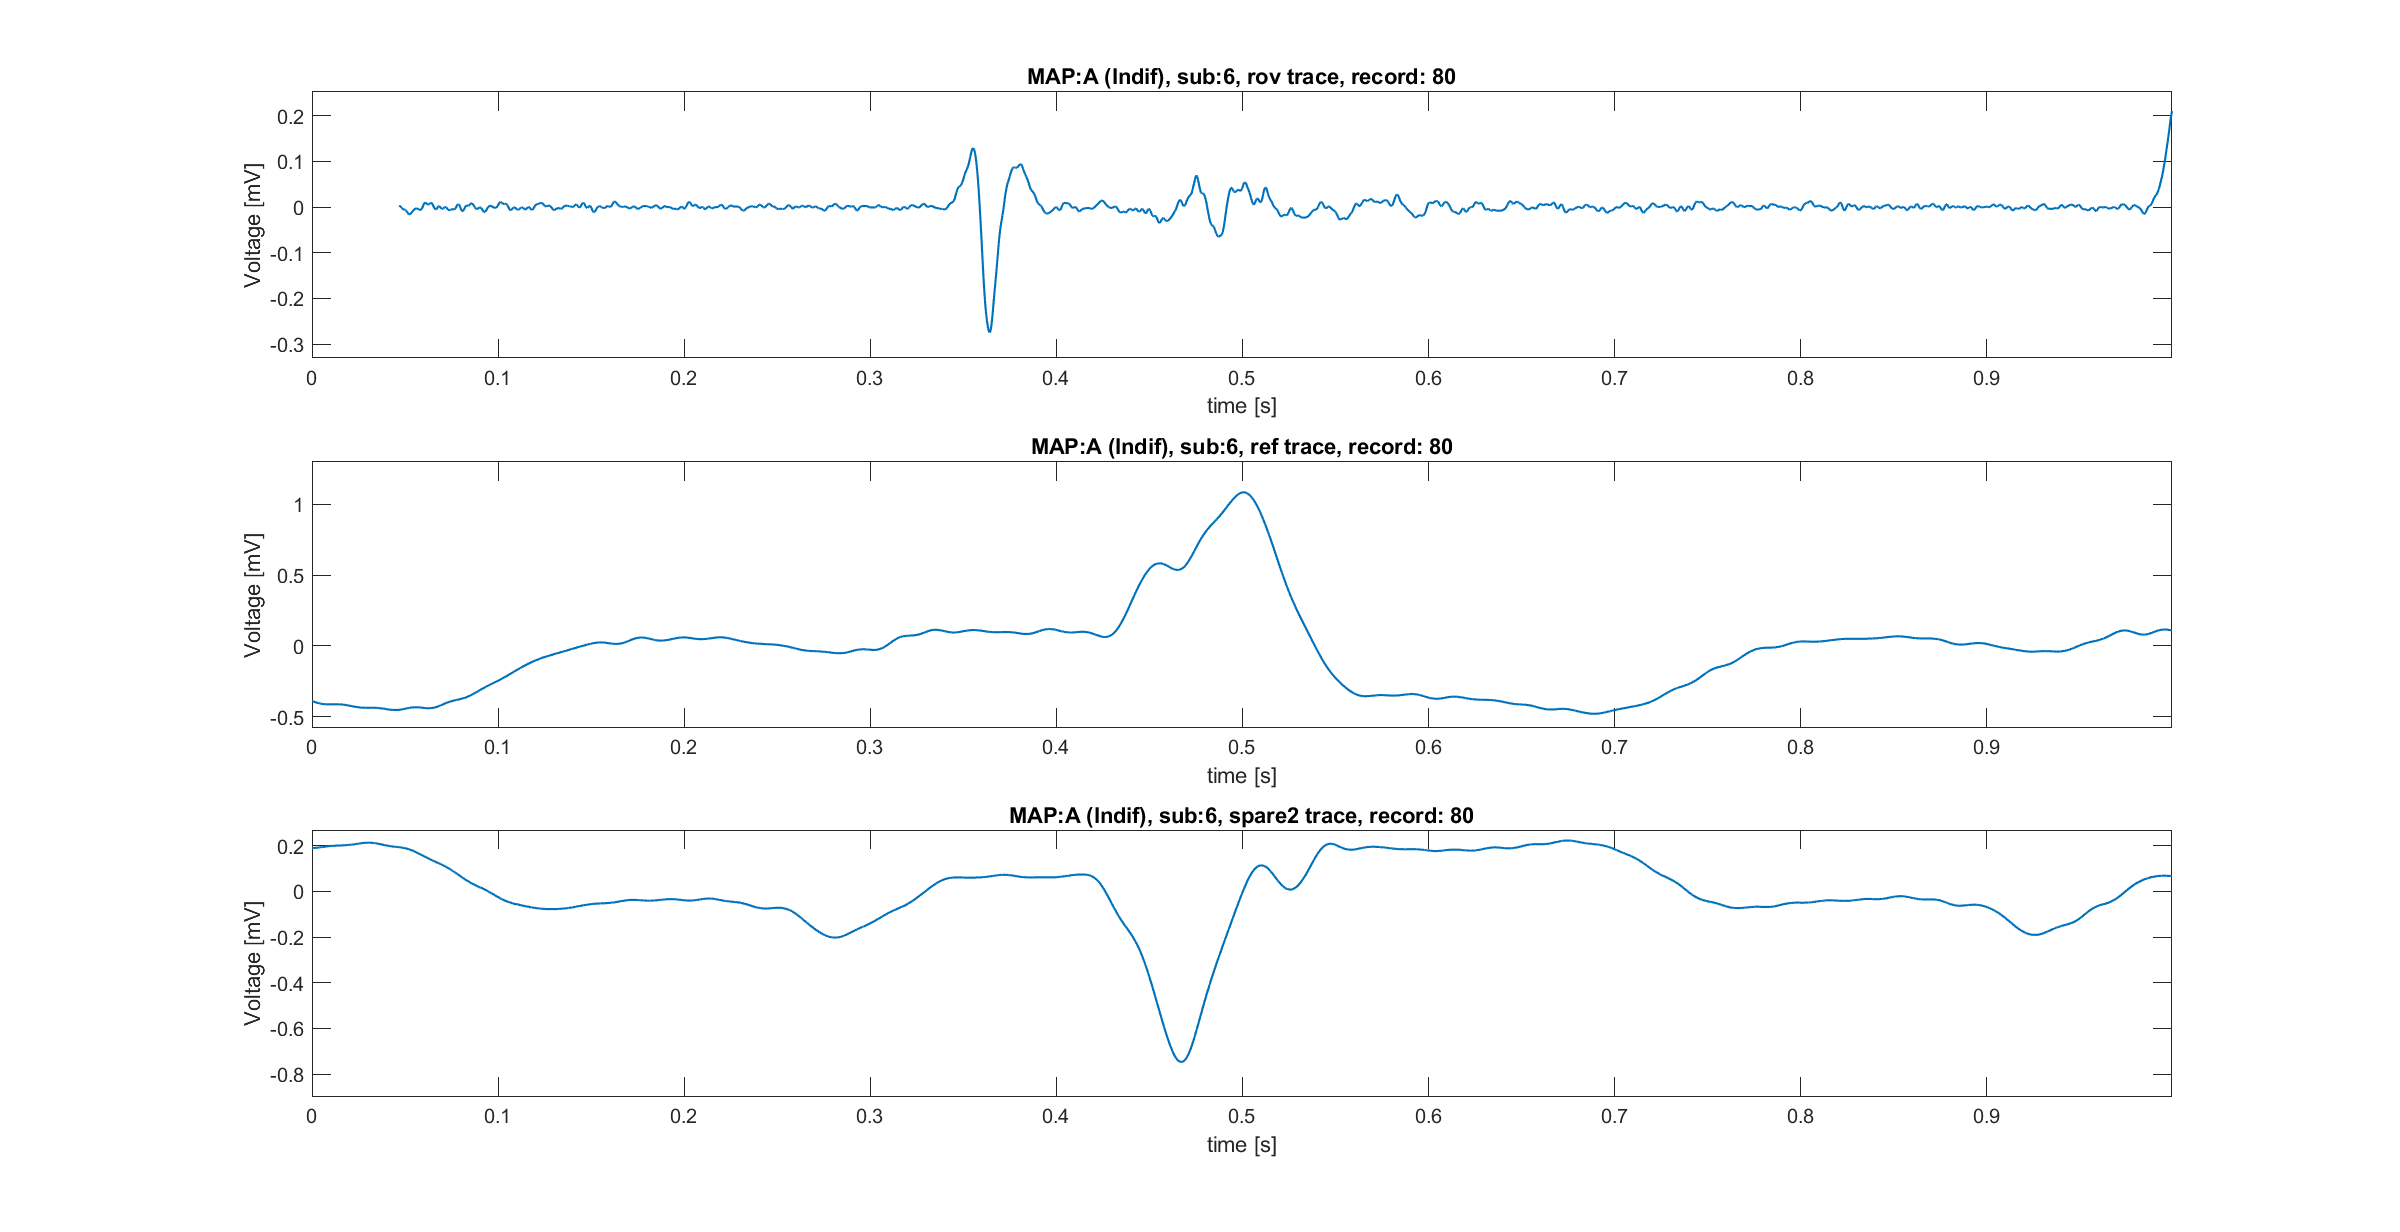 MAP:A (Indif), sub:6, rov trace, record: 80
Voltage [mV]
0.2
0.1
0
-0.1
-0.2
-0.3
0 0.1 0.2 0.3 0.4 0.5 0.6 0.7 0.8 0.9
time [s]
MAP:A (Indif), sub:6, ref trace, record: 80
Voltage [mV]
1
0.5
0
-0.5
0 0.1 0.2 0.3 0.4 0.5 0.6 0.7 0.8 0.9
time [s]
MAP:A (Indif), sub:6, spare2 trace, record: 80
Voltage [mV]
0.2
0
-0.2
-0.4
-0.6
-0.8
0 0.1 0.2 0.3 0.4 0.5 0.6 0.7 0.8 0.9
time [s]